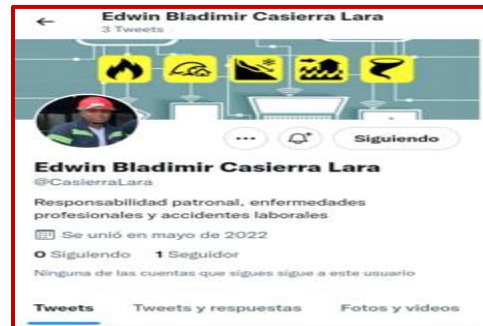 Edwin Bladimir Casierra Lara
3 Tweets
Siguiendo
Edwin Bladimir Casierra Lara
@CasierraLara
Responsabilidad patronal, enfermedades
profesionales y accidentes laborales
Se unió en mayo de 2022
0 Siguiendo 1 Seguidor
Ninguna de las cuentas que sigues sigue a este usuario
Tweets Tweets y respuestas Fotos y videos